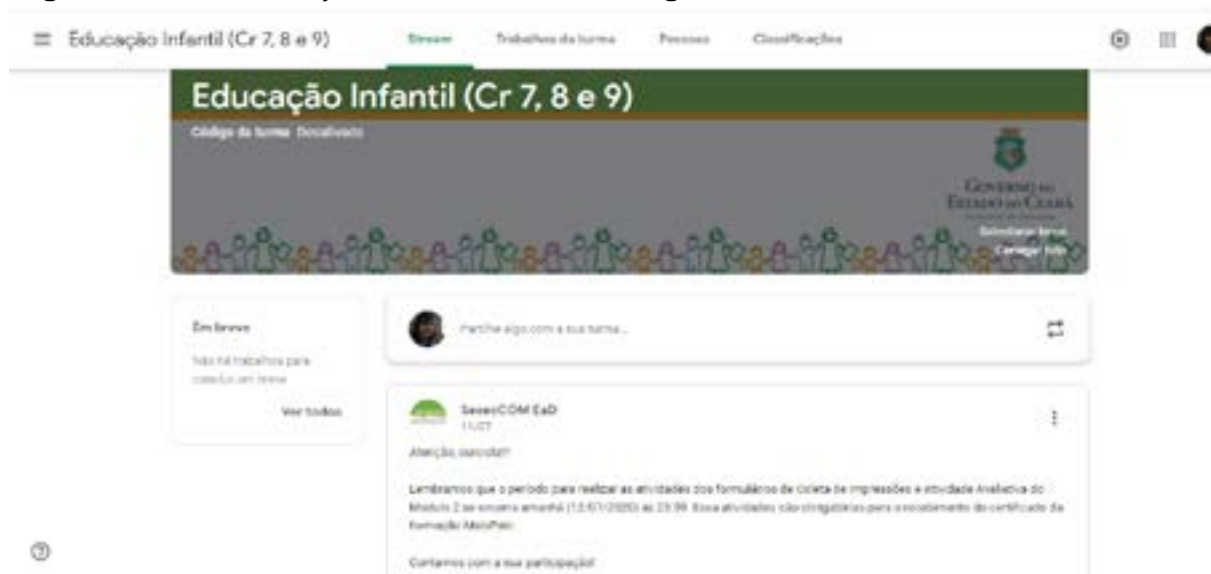 Educação Infantil (Cr 7, 8 e 9)
Stream Trabalhos da turma Pessoas Classificações
Educação Infantil (Cr 7, 8 e 9)
Código da turma Desativado
GOVERNO DO
ESTADO DO CEARÁ
Selecionar tema
Carregar foto
Em breve
Não há trabalhos para
concluir em breve
Ver todos
Partilhe algo com a sua turma...
COM EaD
11/07
Atenção, cursista!!
Lembramos que o período para realizar as atividades dos formulários de Coleta de Impressões e atividade Avaliativa do
Módulo 2 se encerra amanhã (12/07/2020) às 23:59. Essas atividades são obrigatórias para o recebimento do certificado da
formação
Contamos com a sua participação!